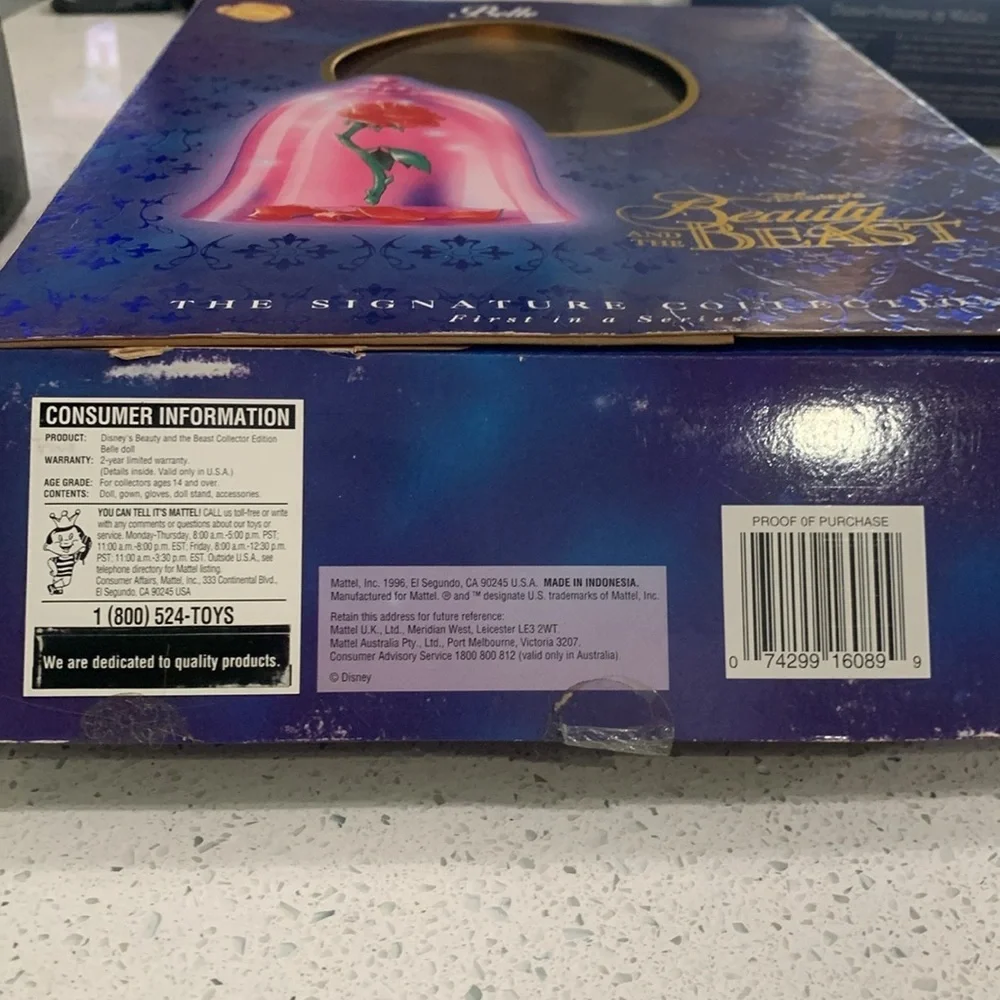 Belle
Disney's
Beauty
AND THE BEAST
THE SIGNATURE COLLECTION
First in a Series
CONSUMER INFORMATION
PRODUCT: Disney's Beauty and the Beast Collector Edition
Belle doll
WARRANTY: 2-year limited warranty.
(Details inside. Valid only in U.S.A.)
AGE GRADE: For collectors ages 14 and over.
CONTENTS: Doll, gown, gloves, doll stand, accessories.
YOU CAN TELL IT'S MATTEL! CALL us toll-free or write
with any comments or questions about our toys or
service. Monday-Thursday, 8:00 a.m.-5:00 p.m. PST;
11:00 a.m.-8:00 p.m. EST; Friday, 8:00 a.m.-12:30 p.m.
PST; 11:00 a.m.-3:30 p.m. EST. Outside U.S.A., see
telephone directory for Mattel listing.
Consumer Affairs, Mattel, Inc., 333 Continental Blvd.,
El Segundo, CA 90245 USA
1 (800) 524-TOYS
We are dedicated to quality products.
Mattel, Inc. 1996, El Segundo, CA 90245 U.S.A. MADE IN INDONESIA.
Manufactured for Mattel. ® and ™ designate U.S. trademarks of Mattel, Inc.
Retain this address for future reference:
Mattel U.K., Ltd., Meridian West, Leicester LE3 2WT.
Mattel Australia Pty., Ltd., Port Melbourne, Victoria 3207.
Consumer Advisory Service 1800 800 812 (valid only in Australia).
© Disney
PROOF OF PURCHASE
0 74299 16089 9